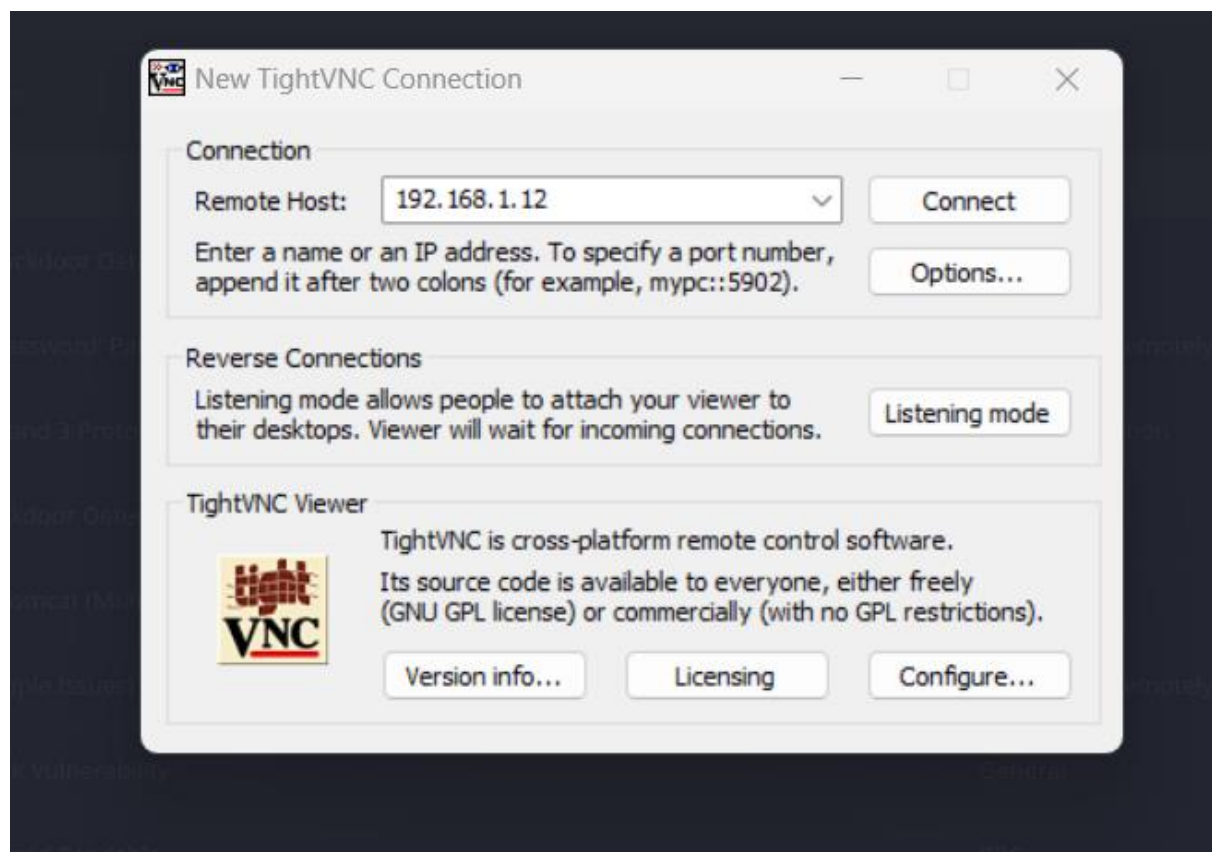 New TightVNC Connection
Connection
Remote Host: 192.168.1.12 Connect
Enter a name or an IP address. To specify a port number,
append it after two colons (for example, mypc::5902).
Options...
Reverse Connections
Listening mode allows people to attach your viewer to
their desktops. Viewer will wait for incoming connections.
Listening mode
TightVNC Viewer
TightVNC is cross-platform remote control software.
Its source code is available to everyone, either freely
(GNU GPL license) or commercially (with no GPL restrictions).
tight
VNC
Version info... Licensing Configure...
Vulnerability General